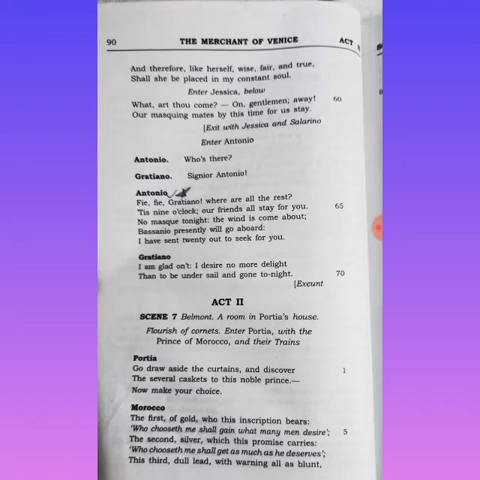 90 THE MERCHANT OF VENICE ACT
And therefore, like herself, wise, fair, and true,
Shall she be placed in my constant soul.
Enter Jessica, below
What, art thou come? — On, gentlemen; away! 60
Our masquing mates by this time for us stay.
[Exit with Jessica and Salarino
Enter Antonio
Antonio. Who's there?
Gratiano. Signior Antonio!
Antonio
Fie, fie, Gratiano! where are all the rest?
'Tis nine o'clock; our friends all stay for you. 65
No masque tonight: the wind is come about;
Bassanio presently will go aboard:
I have sent twenty out to seek for you.
Gratiano
I am glad on't: I desire no more delight
Than to be under sail and gone to-night. 70
[Exeunt
ACT II
SCENE 7 Belmont. A room in Portia's house.
Flourish of cornets. Enter Portia, with the
Prince of Morocco, and their Trains
Portia
Go draw aside the curtains, and discover 1
The several caskets to this noble prince.—
Now make your choice.
Morocco
The first, of gold, who this inscription bears:
'Who chooseth me shall gain what many men desire'; 5
The second, silver, which this promise carries:
'Who chooseth me shall get as much as he deserves';
This third, dull lead, with warning all as blunt,